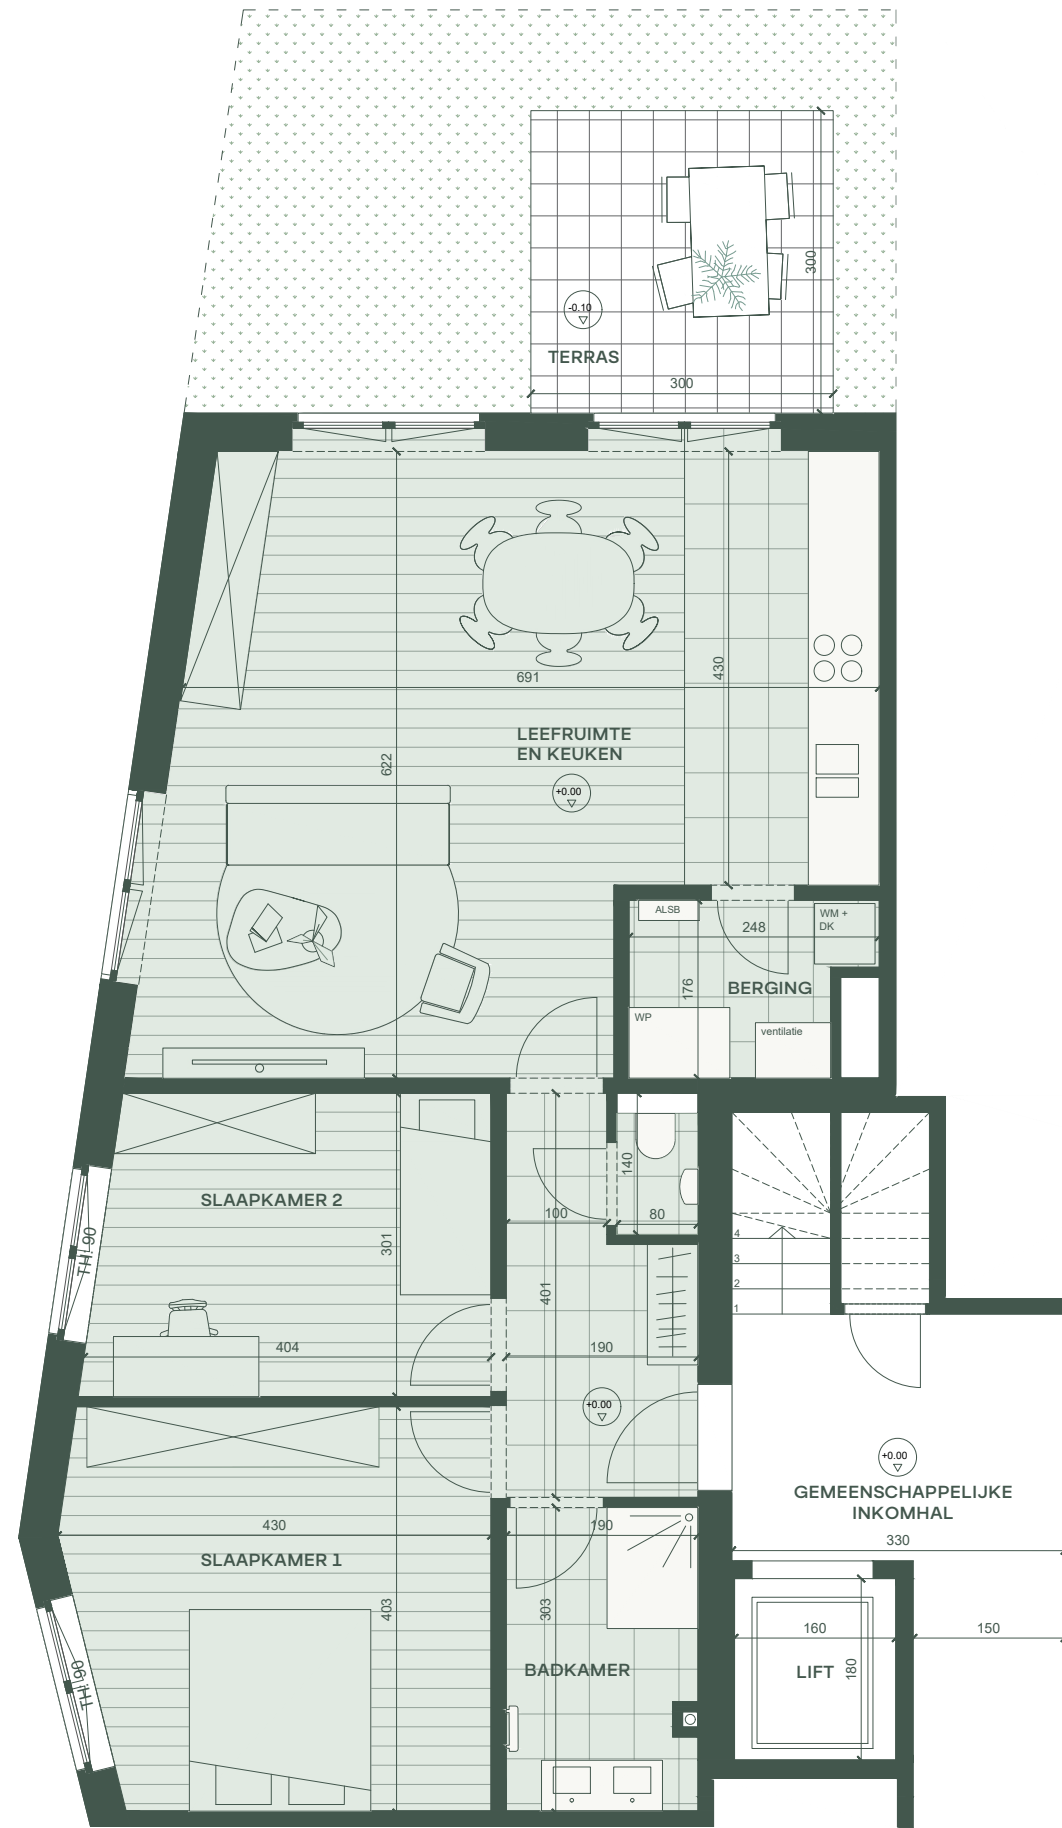 300
-0.10
TERRAS
300
691
430
LEEFRUIMTE
EN KEUKEN
622
+0.00
ALSB
WM +
DK
248
176
BERGING
WP
ventilatie
140
SLAAPKAMER 2
100
80
TH! 90
301
401
4
3
2
1
404
190
+0.00
+0.00
GEMEENSCHAPPELIJKE
INKOMHAL
430
190
330
SLAAPKAMER 1
403
303
160
150
TH! 90
BADKAMER
LIFT
180